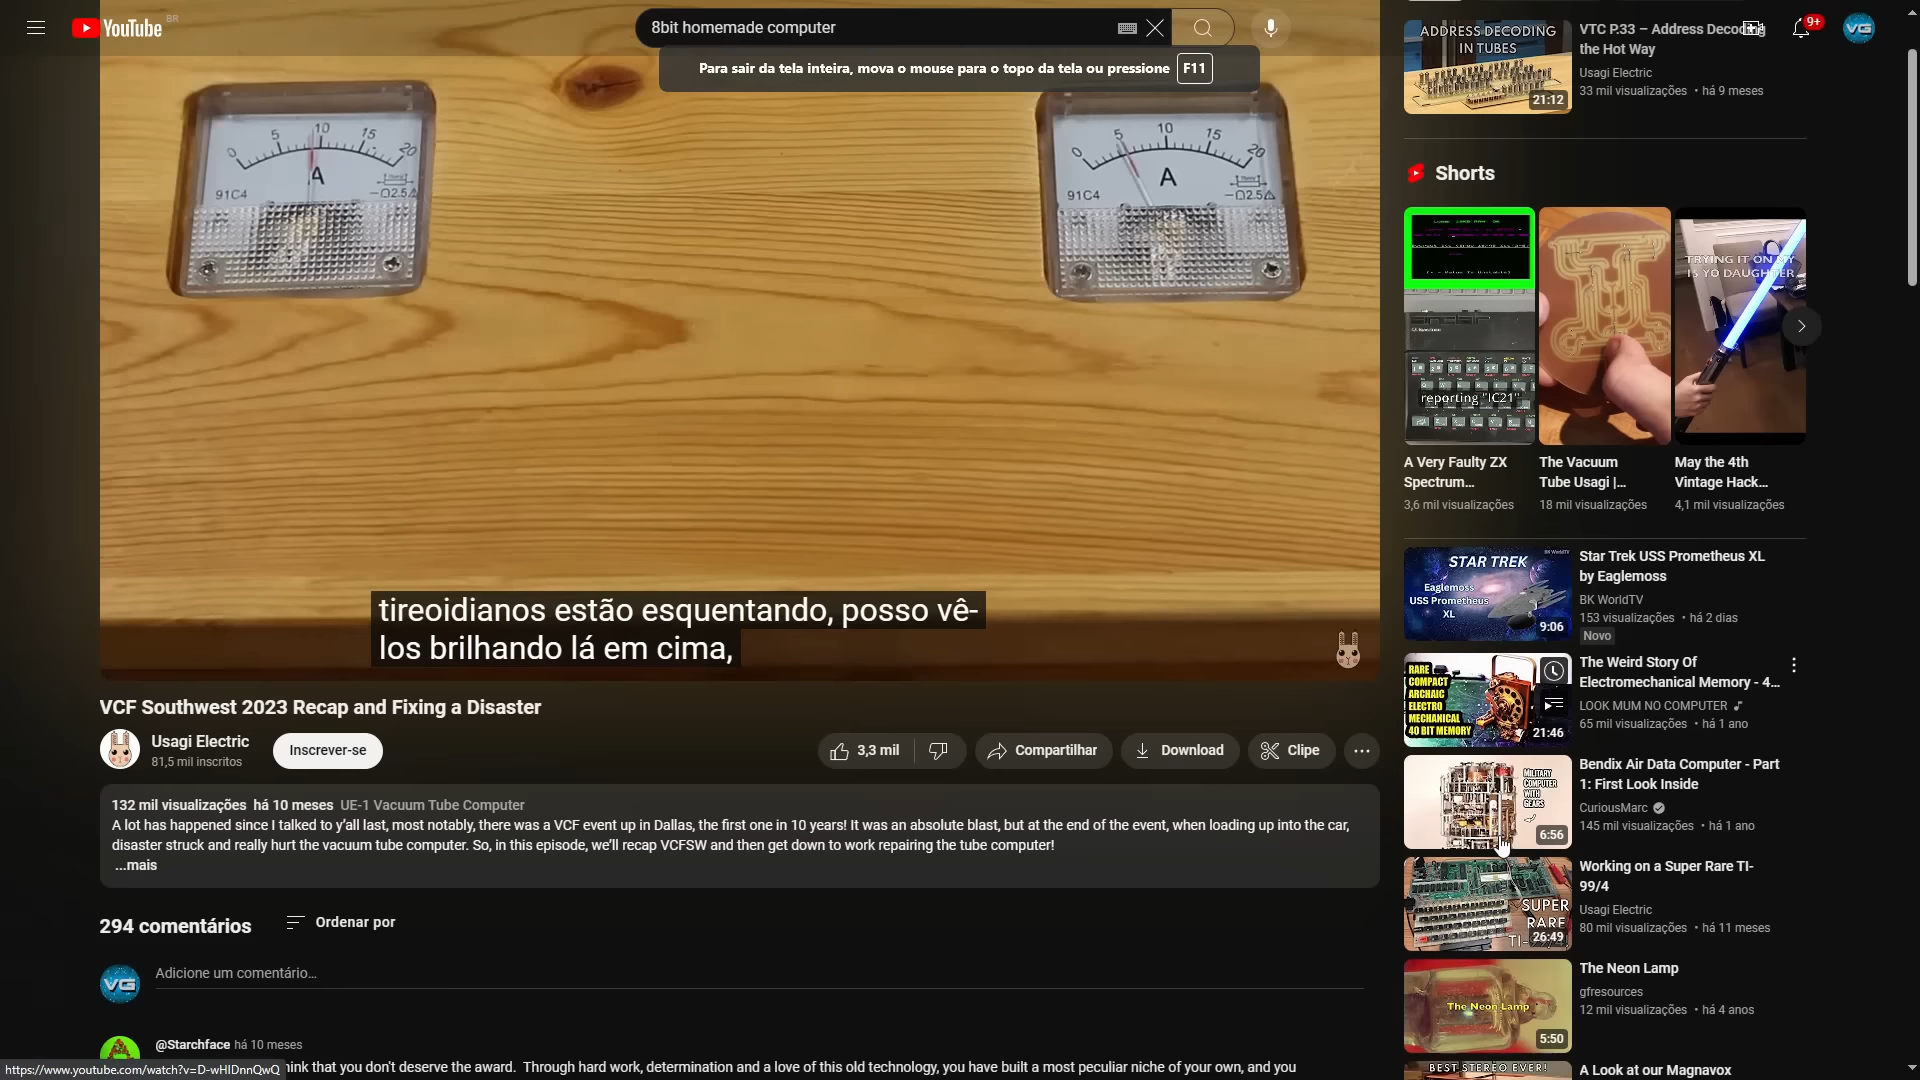 YouTube BR
8bit homemade computer
9+
VG
Para sair da tela inteira, mova o mouse para o topo da tela ou pressione F11
0 5 10 15 20
A
91C4
0 5 10 15 20
A
91C4
tireoidianos estão esquentando, posso vê-
los brilhando lá em cima,
VCF Southwest 2023 Recap and Fixing a Disaster
Usagi Electric
81,5 mil inscritos
Inscrever-se
3,3 mil
Compartilhar
Download
Clipe
132 mil visualizações há 10 meses UE-1 Vacuum Tube Computer
A lot has happened since I talked to y'all last, most notably, there was a VCF event up in Dallas, the first one in 10 years! It was an absolute blast, but at the end of the event, when loading up into the car,
disaster struck and really hurt the vacuum tube computer. So, in this episode, we'll recap VCFSW and then get down to work repairing the tube computer!
...mais
294 comentários
Ordenar por
VG
Adicione um comentário...
@Starchface há 10 meses
hink that you don't deserve the award. Through hard work, determination and a love of this old technology, you have built a most peculiar niche of your own, and you
https://www.youtube.com/watch?v=D-wHIDnnQwQ
ADDRESS DECODING
IN TUBES
21:12
VTC P.33 – Address Decoding
the Hot Way
Usagi Electric
33 mil visualizações • há 9 meses
Shorts
reporting "IC21"
TRYING IT ON MY
IS YO DAUGHTER
A Very Faulty ZX
Spectrum...
3,6 mil visualizações
The Vacuum
Tube Usagi |...
18 mil visualizações
May the 4th
Vintage Hack...
4,1 mil visualizações
STAR TREK
BK WorldTV
Eaglemoss
USS Prometheus
XL
9:06
Star Trek USS Prometheus XL
by Eaglemoss
BK WorldTV
153 visualizações • há 2 dias
Novo
RARE
COMPACT
ARCHAIC
ELECTRO
MECHANICAL
40 BIT MEMORY
21:46
The Weird Story Of
Electromechanical Memory - 4...
LOOK MUM NO COMPUTER
65 mil visualizações • há 1 ano
MILITARY
COMPUTER
WITH
GEARS
6:56
Bendix Air Data Computer - Part
1: First Look Inside
CuriousMarc
145 mil visualizações • há 1 ano
SUPER
RARE
TI-
26:49
Working on a Super Rare TI-
99/4
Usagi Electric
80 mil visualizações • há 11 meses
The Neon Lamp
5:50
The Neon Lamp
gfresources
12 mil visualizações • há 4 anos
BEST STEREO EVER!
A Look at our Magnavox